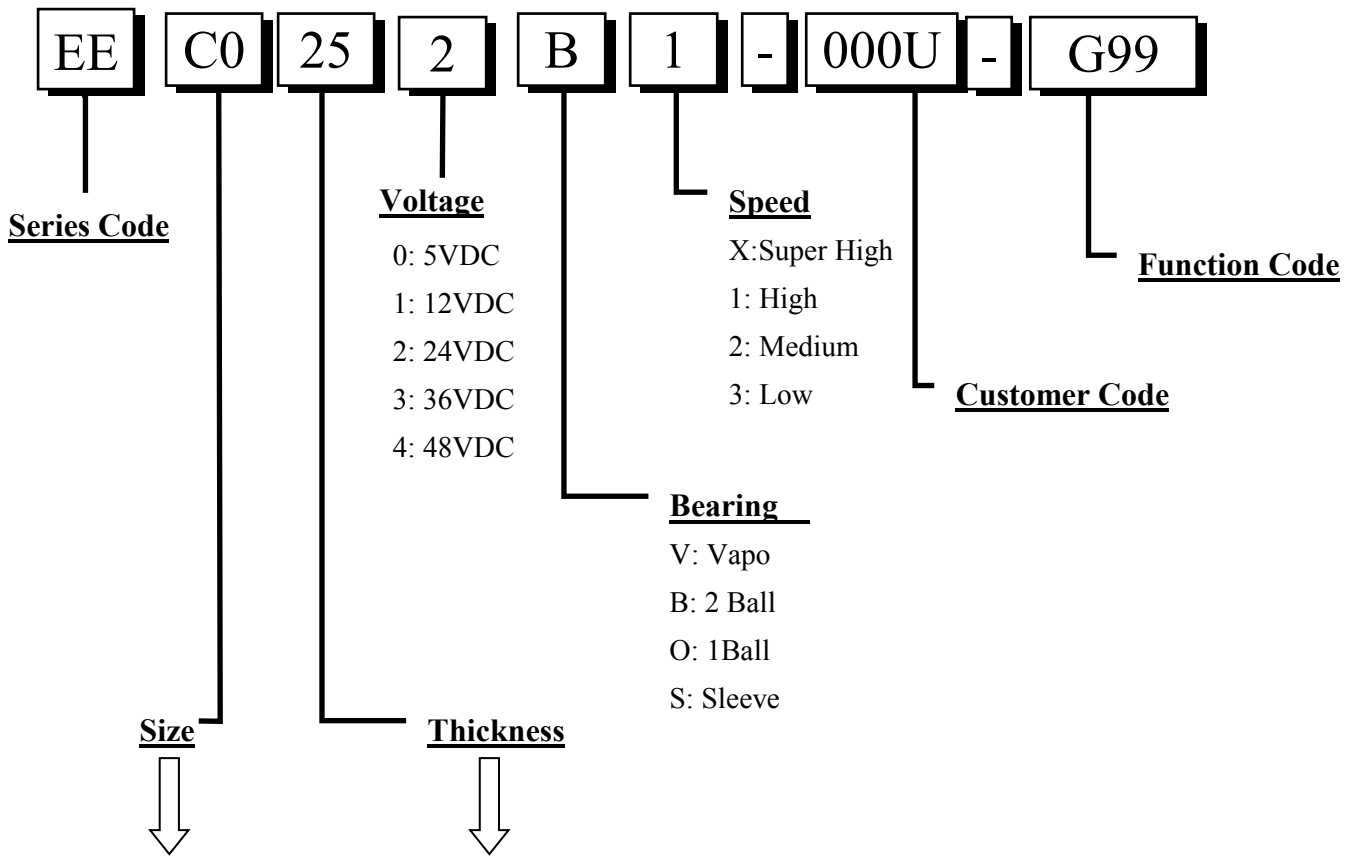 EE C0 25 2 B 1 - 000U - G99
Series Code
Voltage
0: 5VDC
1: 12VDC
2: 24VDC
3: 36VDC
4: 48VDC
Speed
X:Super High
1: High
2: Medium
3: Low
Function Code
Customer Code
Bearing
V: Vapo
B: 2 Ball
O: 1Ball
S: Sleeve
Size
Thickness